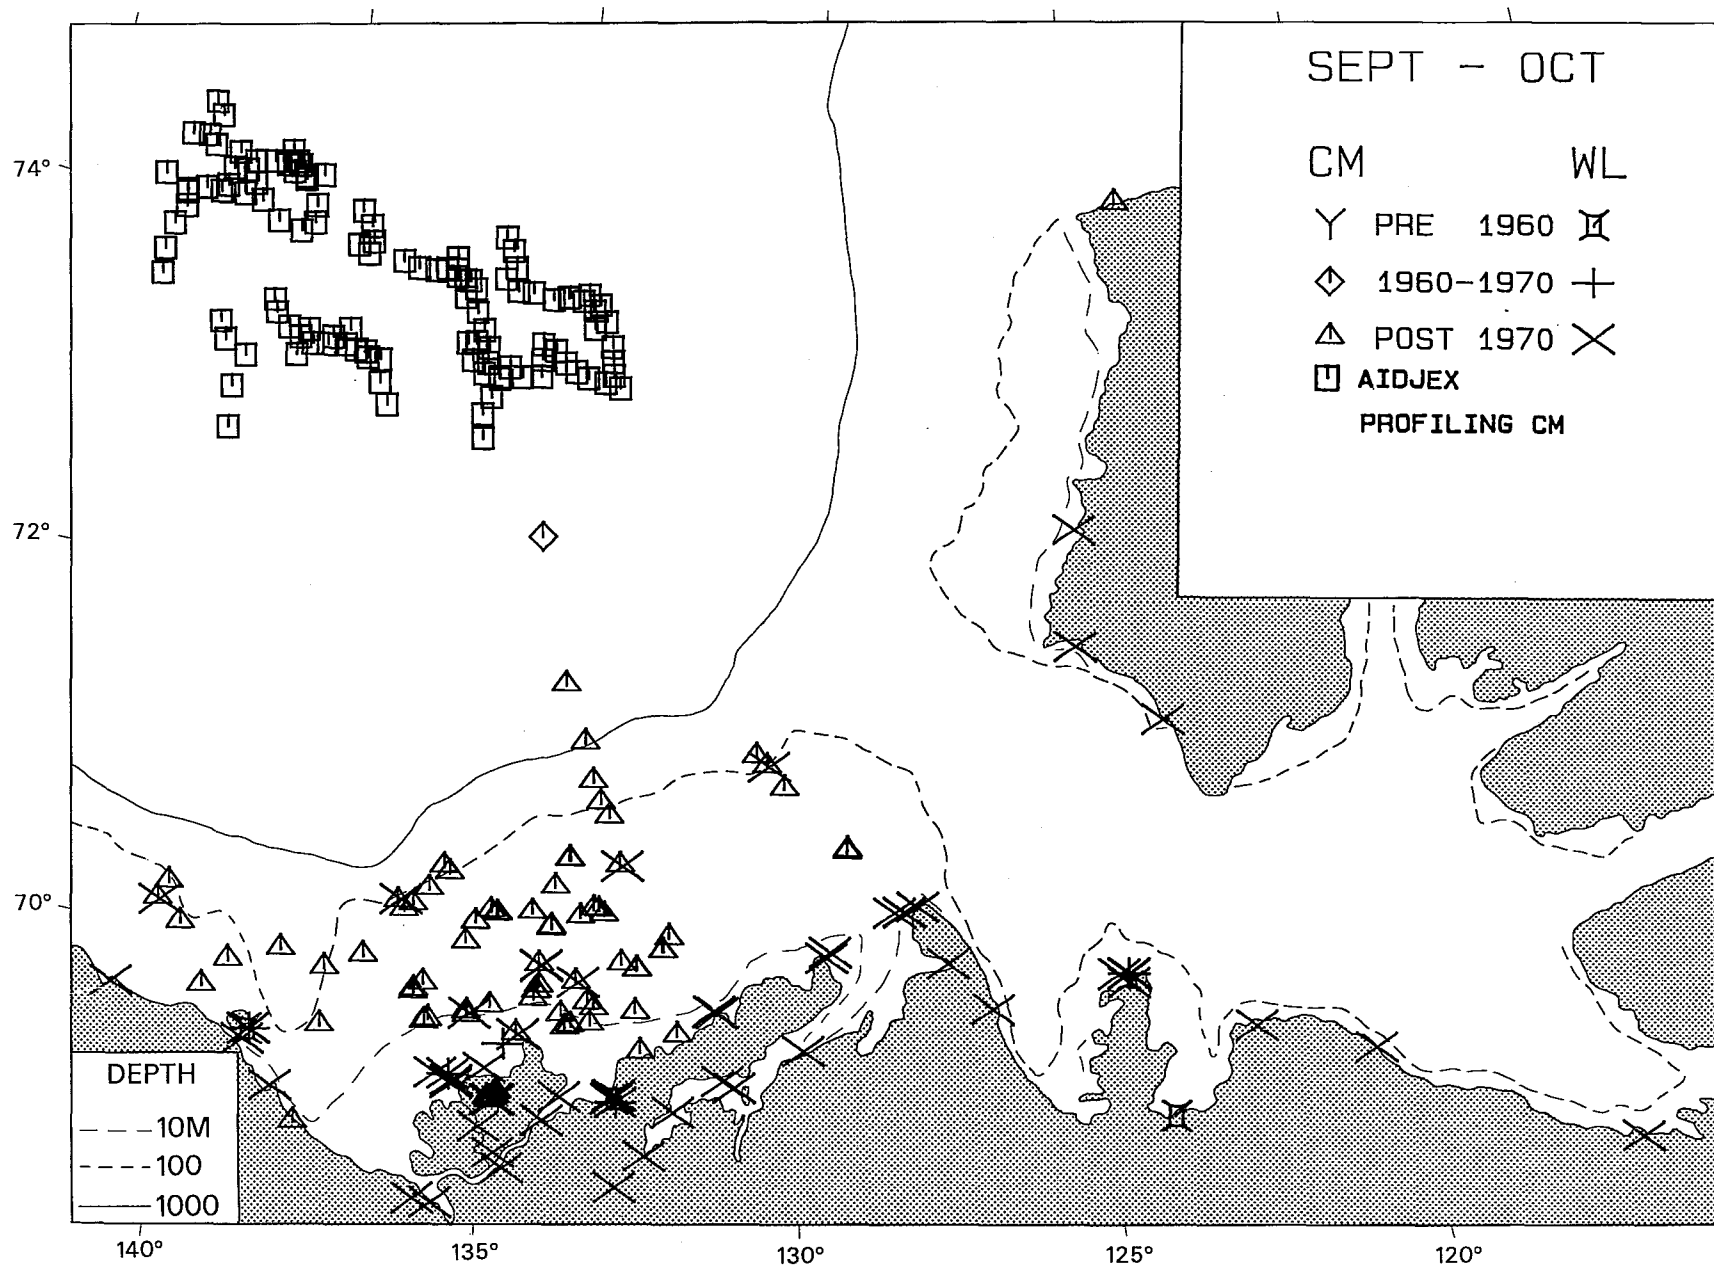 SEPT - OCT
CM WL
PRE 1960
1960-1970
POST 1970
AIDJEX
PROFILING CM
74°
72°
70°
DEPTH
10M
100
1000
140° 135° 130° 125° 120°